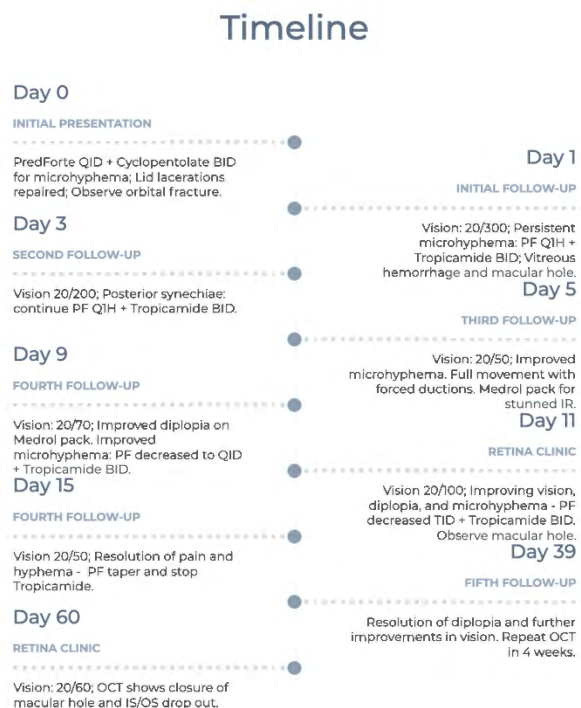 Timeline
Day 0
INITIAL PRESENTATION
PredForte QID + Cyclopentolate BID
for microhyphema; Lid lacerations
repaired; Observe orbital fracture.
Day 1
INITIAL FOLLOW-UP
Vision: 20/300; Persistent
microhyphema: PF Q1H +
Tropicamide BID; Vitreous
hemorrhage and macular hole.
Day 3
SECOND FOLLOW-UP
Vision 20/200; Posterior synechiae:
continue PF Q1H + Tropicamide BID.
Day 5
THIRD FOLLOW-UP
Vision: 20/50; Improved
microhyphema. Full movement with
forced ductions. Medrol pack for
stunned IR.
Day 9
FOURTH FOLLOW-UP
Vision: 20/70; Improved diplopia on
Medrol pack. Improved
microhyphema: PF decreased to QID
+ Tropicamide BID.
Day 11
RETINA CLINIC
Vision 20/100; Improving vision,
diplopia, and microhyphema - PF
decreased TID + Tropicamide BID.
Observe macular hole.
Day 15
FOURTH FOLLOW-UP
Vision 20/50; Resolution of pain and
hyphema - PF taper and stop
Tropicamide.
Day 39
FIFTH FOLLOW-UP
Resolution of diplopia and further
improvements in vision. Repeat OCT
in 4 weeks.
Day 60
RETINA CLINIC
Vision: 20/60; OCT shows closure of
macular hole and IS/OS drop out.